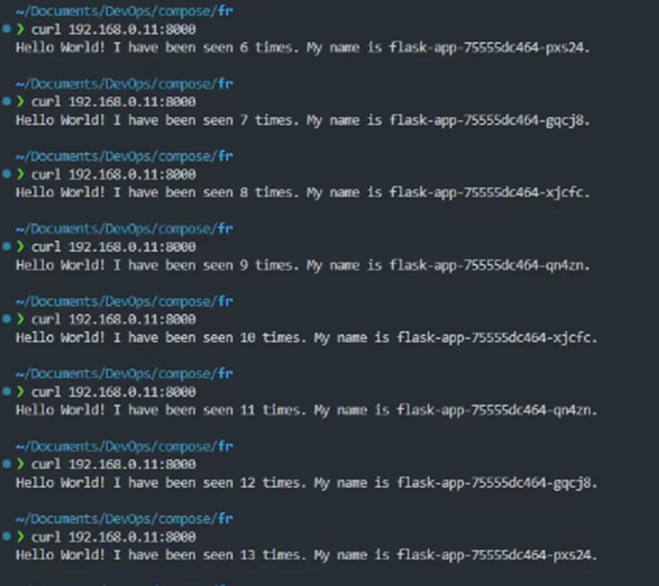 ~/Documents/DevOps/compose/fr
❯ curl 192.168.0.11:8000
Hello World! I have been seen 6 times. My name is flask-app-75555dc464-pxs24.
~/Documents/DevOps/compose/fr
❯ curl 192.168.0.11:8000
Hello World! I have been seen 7 times. My name is flask-app-75555dc464-gqcj8.
~/Documents/DevOps/compose/fr
❯ curl 192.168.0.11:8000
Hello World! I have been seen 8 times. My name is flask-app-75555dc464-xjcfc.
~/Documents/DevOps/compose/fr
❯ curl 192.168.0.11:8000
Hello World! I have been seen 9 times. My name is flask-app-75555dc464-qn4zn.
~/Documents/DevOps/compose/fr
❯ curl 192.168.0.11:8000
Hello World! I have been seen 10 times. My name is flask-app-75555dc464-xjcfc.
~/Documents/DevOps/compose/fr
❯ curl 192.168.0.11:8000
Hello World! I have been seen 11 times. My name is flask-app-75555dc464-qn4zn.
~/Documents/DevOps/compose/fr
❯ curl 192.168.0.11:8000
Hello World! I have been seen 12 times. My name is flask-app-75555dc464-gqcj8.
~/Documents/DevOps/compose/fr
❯ curl 192.168.0.11:8000
Hello World! I have been seen 13 times. My name is flask-app-75555dc464-pxs24.